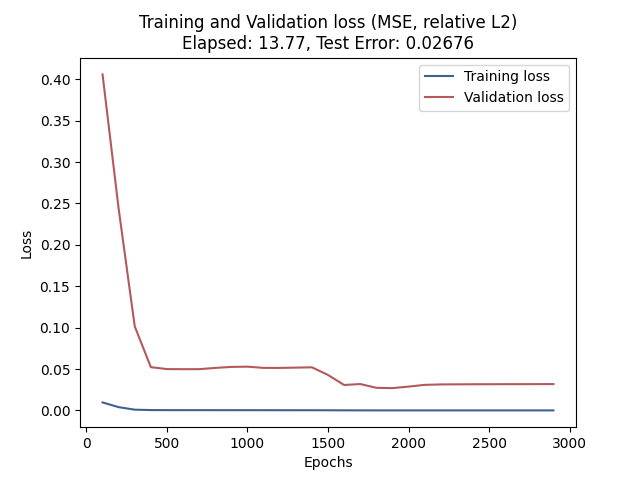 Training and Validation loss (MSE, relative L2)
Elapsed: 13.77, Test Error: 0.02676
Training loss
Validation loss
0.40
0.35
0.30
0.25
0.20
0.15
0.10
0.05
0.00
Loss
0
500
1000
1500
2000
2500
3000
Epochs